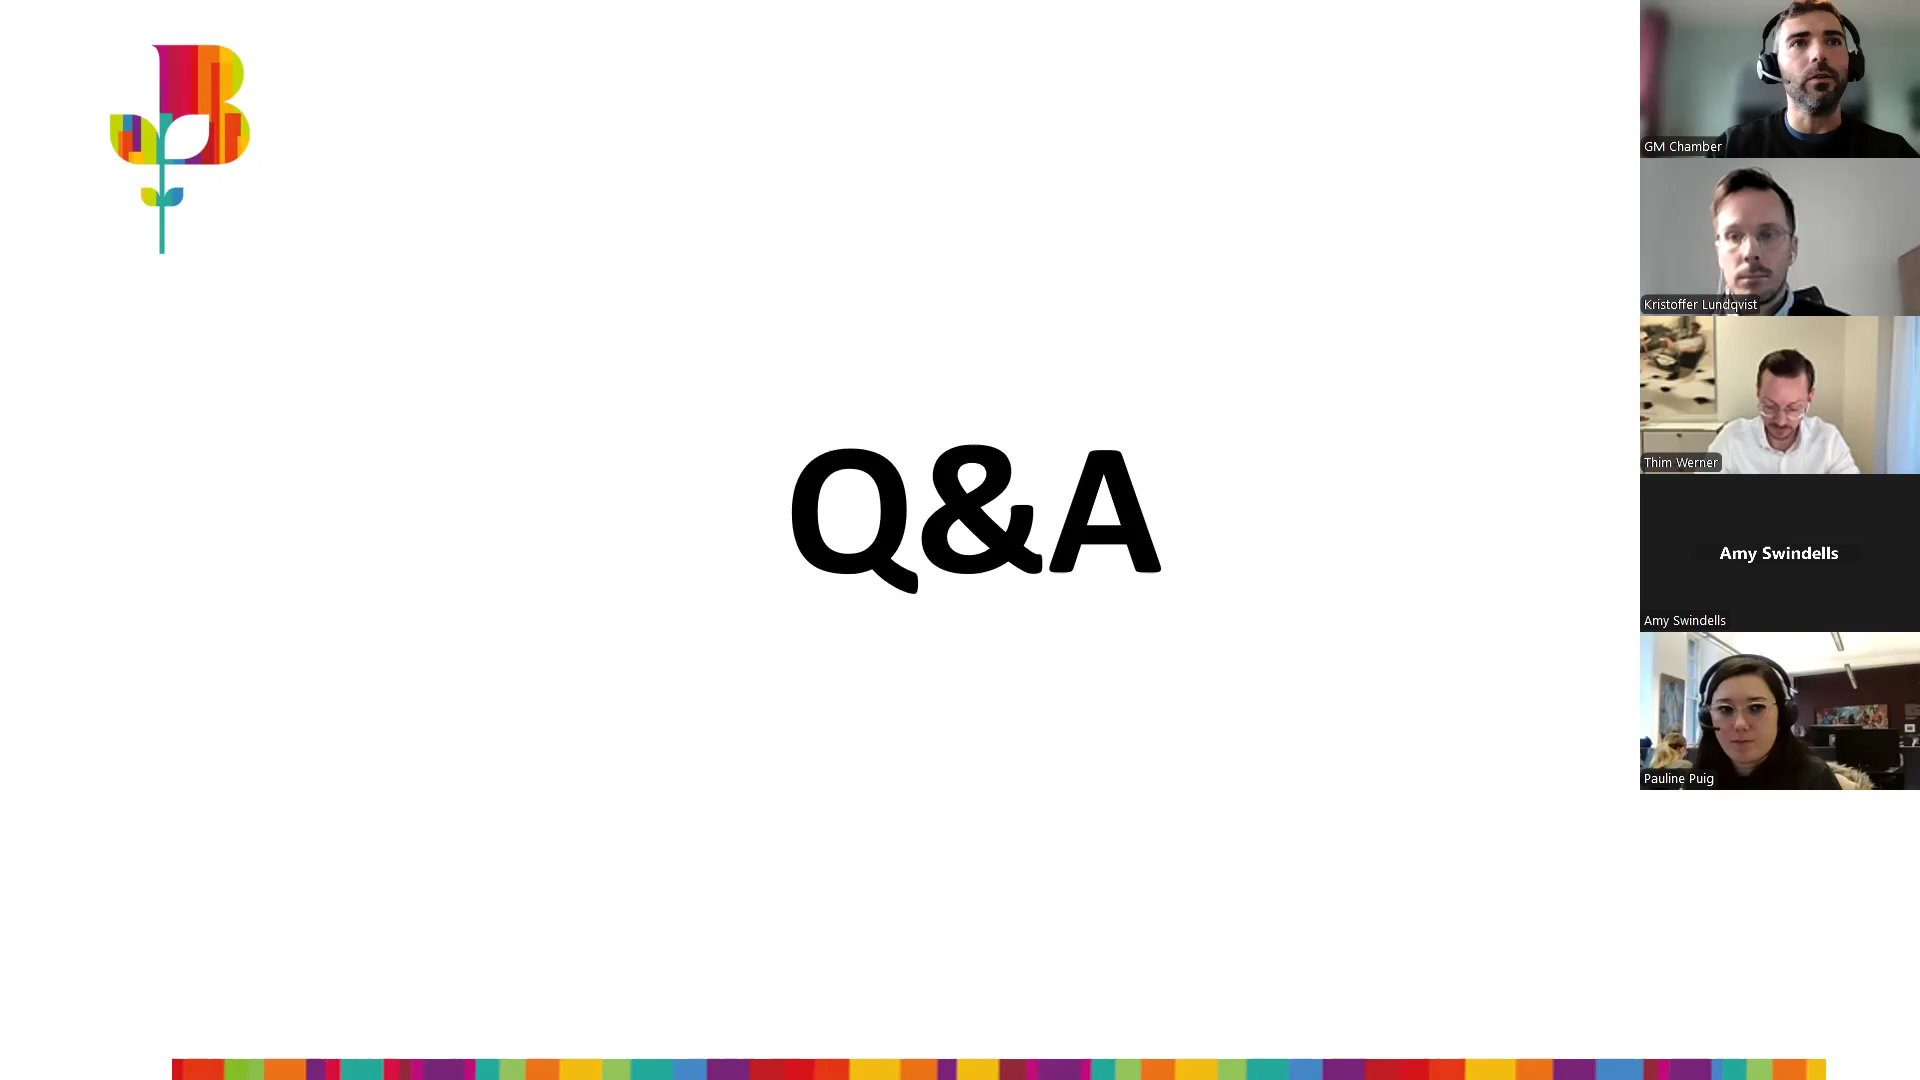 Q&A
GM Chamber
Kristoffer Lundqvist
Thim Werner
Amy Swindells
Amy Swindells
Pauline Puig